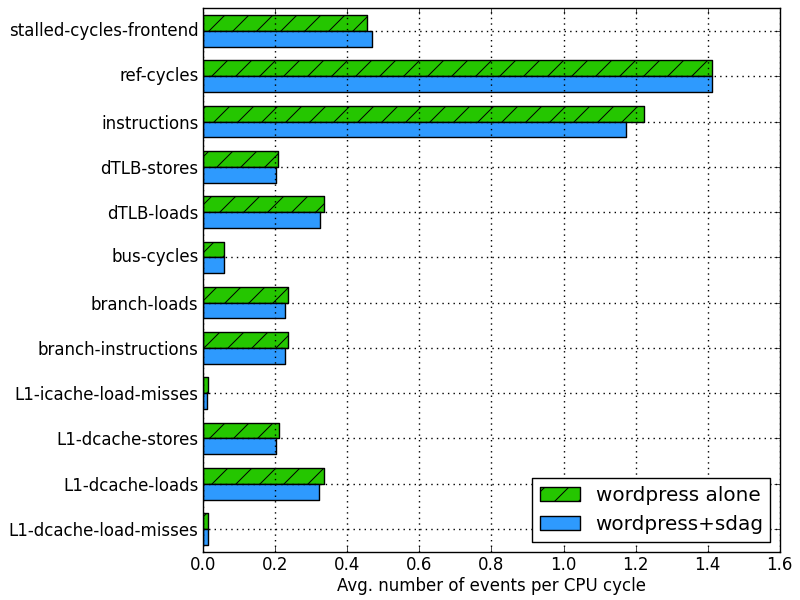 stalled-cycles-frontend
ref-cycles
instructions
dTLB-stores
dTLB-loads
bus-cycles
branch-loads
branch-instructions
L1-icache-load-misses
L1-dcache-stores
L1-dcache-loads
L1-dcache-load-misses
wordpress alone
wordpress+sdag
0.0 0.2 0.4 0.6 0.8 1.0 1.2 1.4 1.6
Avg. number of events per CPU cycle